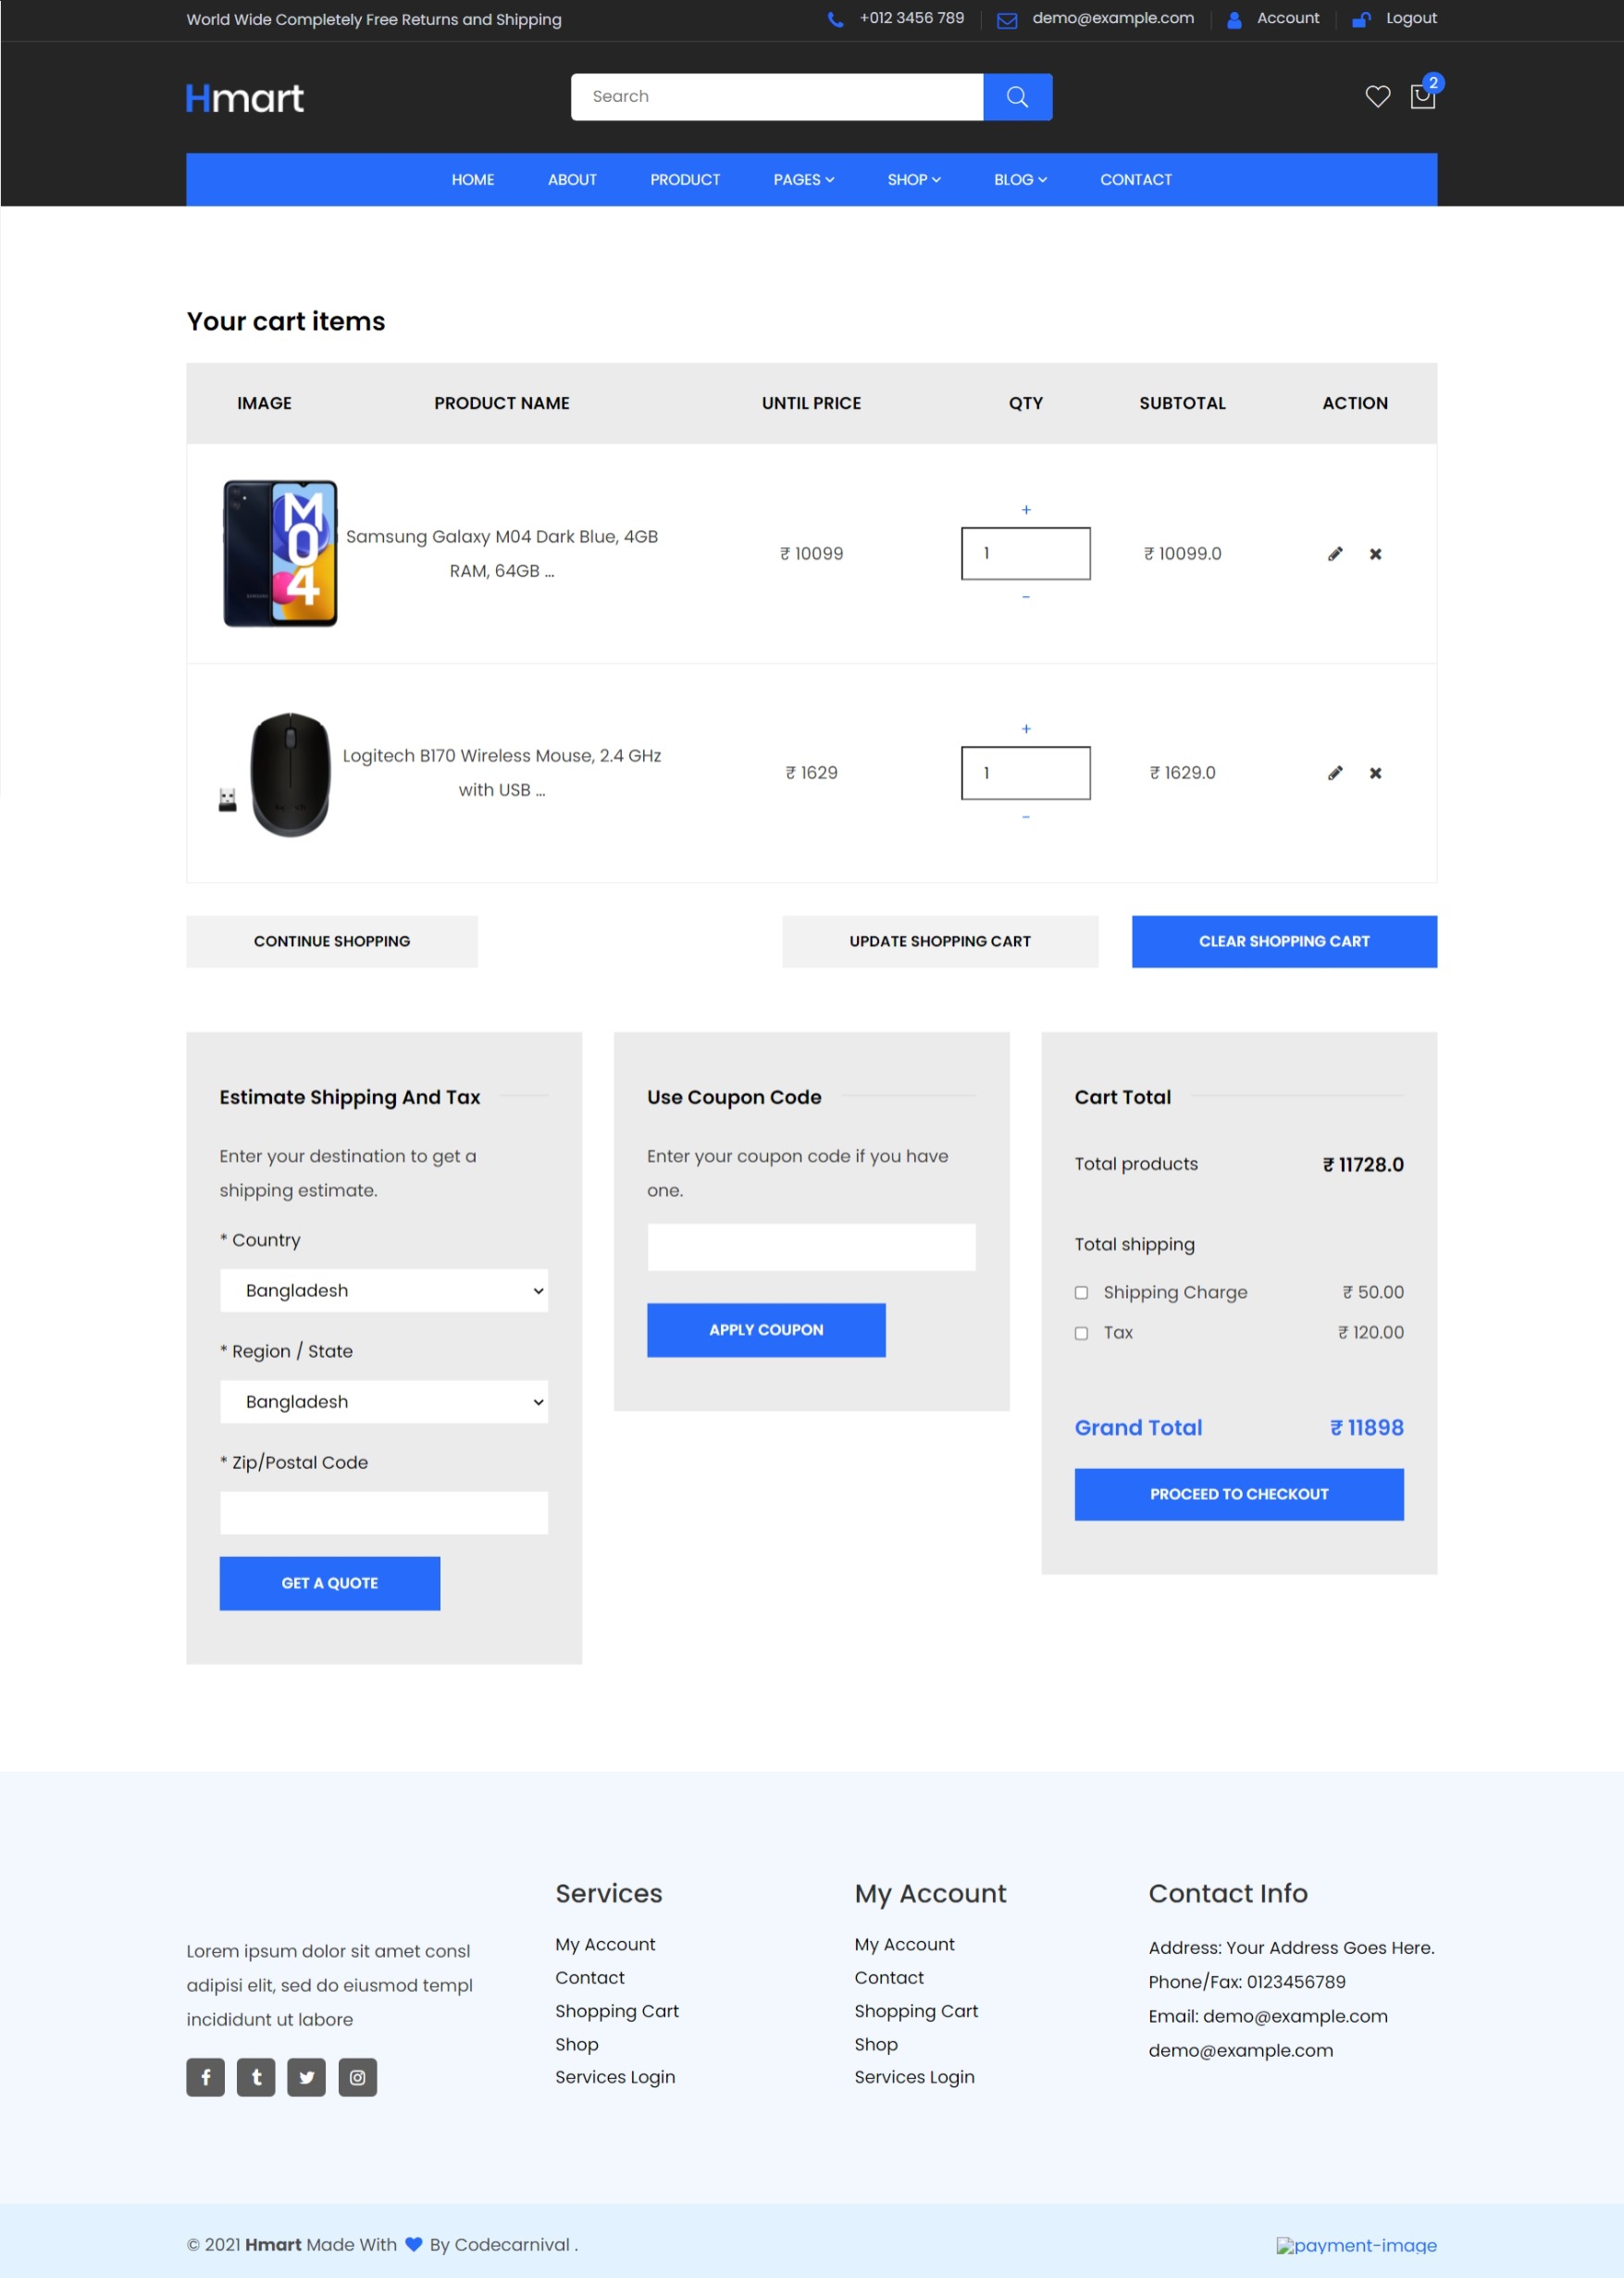 World Wide Completely Free Returns and Shipping
+012 3456 789
demo@example.com
Account
Logout
Hmart
Search
2
HOME
ABOUT
PRODUCT
PAGES
SHOP
BLOG
CONTACT
Your cart items
IMAGE
PRODUCT NAME
UNTIL PRICE
QTY
SUBTOTAL
ACTION
M04
SAMSUNG
Samsung Galaxy M04 Dark Blue, 4GB
RAM, 64GB ...
₹ 10099
+
1
-
₹ 10099.0
Logitech B170 Wireless Mouse, 2.4 GHz
with USB ...
₹ 1629
+
1
-
₹ 1629.0
CONTINUE SHOPPING
UPDATE SHOPPING CART
CLEAR SHOPPING CART
Estimate Shipping And Tax
Enter your destination to get a
shipping estimate.
* Country
Bangladesh
* Region / State
Bangladesh
* Zip/Postal Code
GET A QUOTE
Use Coupon Code
Enter your coupon code if you have
one.
APPLY COUPON
Cart Total
Total products ₹ 11728.0
Total shipping
Shipping Charge ₹ 50.00
Tax ₹ 120.00
Grand Total ₹ 11898
PROCEED TO CHECKOUT
Lorem ipsum dolor sit amet consl
adipisi elit, sed do eiusmod templ
incididunt ut labore
Services
My Account
Contact
Shopping Cart
Shop
Services Login
My Account
My Account
Contact
Shopping Cart
Shop
Services Login
Contact Info
Address: Your Address Goes Here.
Phone/Fax: 0123456789
Email: demo@example.com
demo@example.com
© 2021 Hmart Made With By Codecarnival .
payment-image